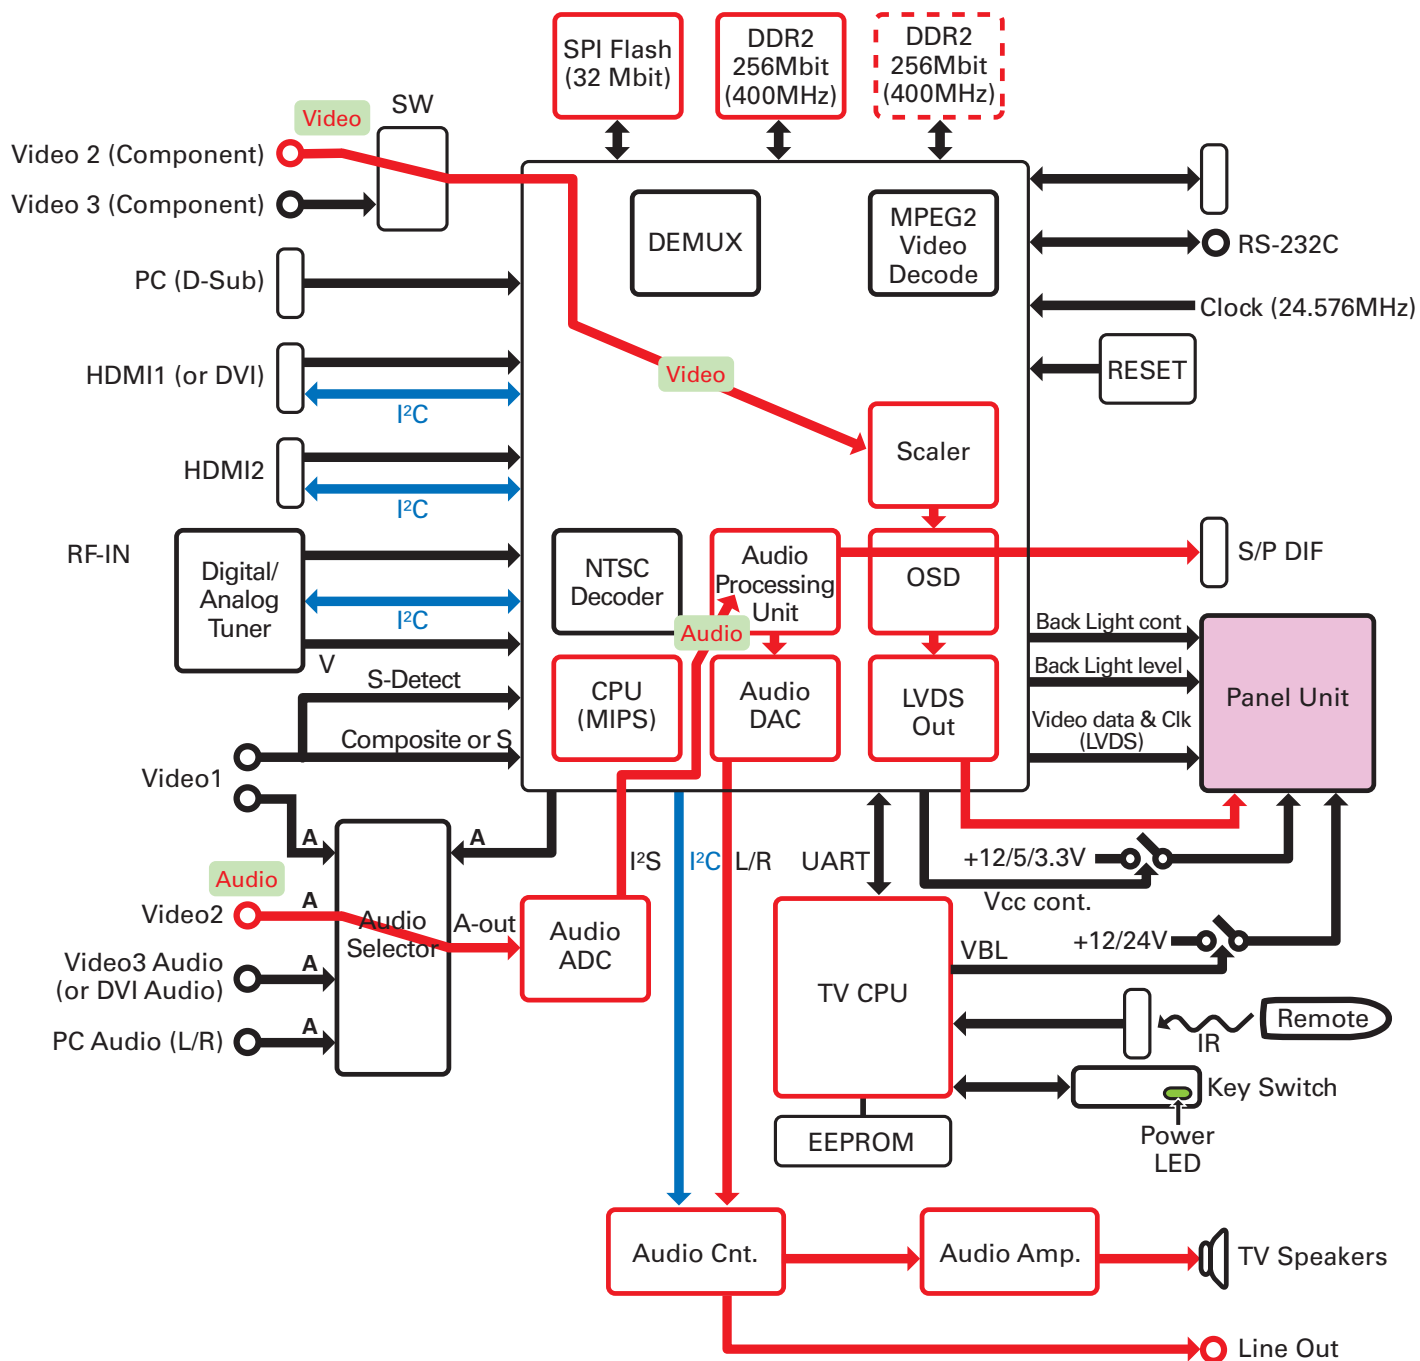 SPI Flash
(32 Mbit)
DDR2
256Mbit
(400MHz)
DDR2
256Mbit
(400MHz)
SW
Video
Video 2 (Component)
Video 3 (Component)
DEMUX
MPEG2
Video
Decode
RS-232C
PC (D-Sub)
Clock (24.576MHz)
HDMI1 (or DVI)
I²C
Video
RESET
HDMI2
I²C
Scaler
RF-IN
Digital/
Analog
Tuner
I²C
V
NTSC
Decoder
Audio
Processing
Unit
OSD
S/P DIF
Audio
Back Light cont
Back Light level
Video data & Clk
(LVDS)
Panel Unit
S-Detect
Composite or S
CPU
(MIPS)
Audio
DAC
LVDS
Out
Video1
A
A
I²S
I²C
L/R
UART
+12/5/3.3V
Vcc cont.
Audio
Video2
A
Audio
Selector
A-out
Audio
ADC
+12/24V
VBL
Video3 Audio
(or DVI Audio)
A
TV CPU
PC Audio (L/R)
A
IR
Remote
Key Switch
Power
LED
EEPROM
Audio Cnt.
Audio Amp.
TV Speakers
Line Out